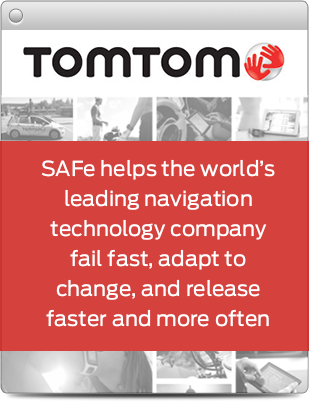 TOMTOM
SAFe helps the world's
leading navigation
technology company
fail fast, adapt to
change, and release
faster and more often